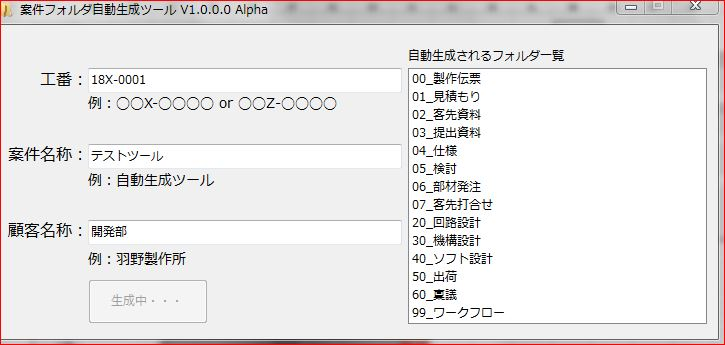 案件フォルダ自動生成ツール V1.0.0.0 Alpha
工番：
18X-0001
例：○○X-○○○○ or ○○Z-○○○○
案件名称：
テストツール
例：自動生成ツール
顧客名称：
開発部
例：羽野製作所
生成中・・・
自動生成されるフォルダ一覧
00_製作伝票
01_見積もり
02_客先資料
03_提出資料
04_仕様
05_検討
06_部材発注
07_客先打合せ
20_回路設計
30_機構設計
40_ソフト設計
50_出荷
60_稟議
99_ワークフロー